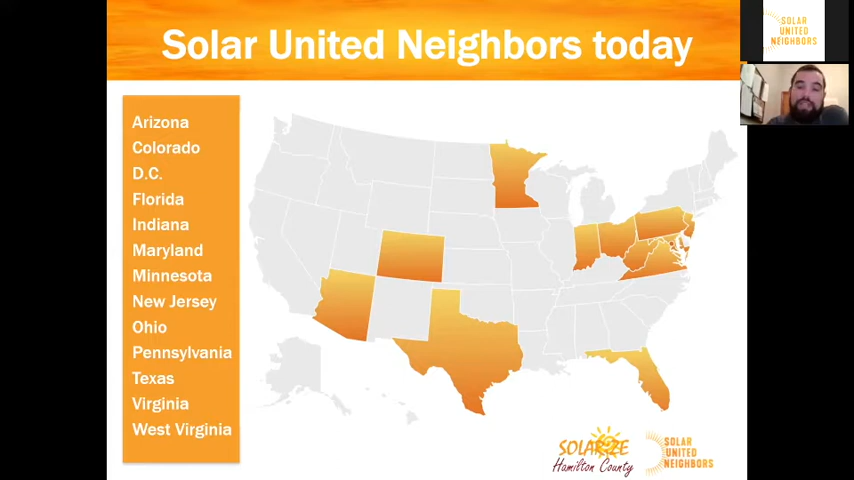 Solar United Neighbors today
SOLAR
UNITED
NEIGHBORS
Arizona
Colorado
D.C.
Florida
Indiana
Maryland
Minnesota
New Jersey
Ohio
Pennsylvania
Texas
Virginia
West Virginia
SOLARIZE
Hamilton County
SOLAR
UNITED
NEIGHBORS